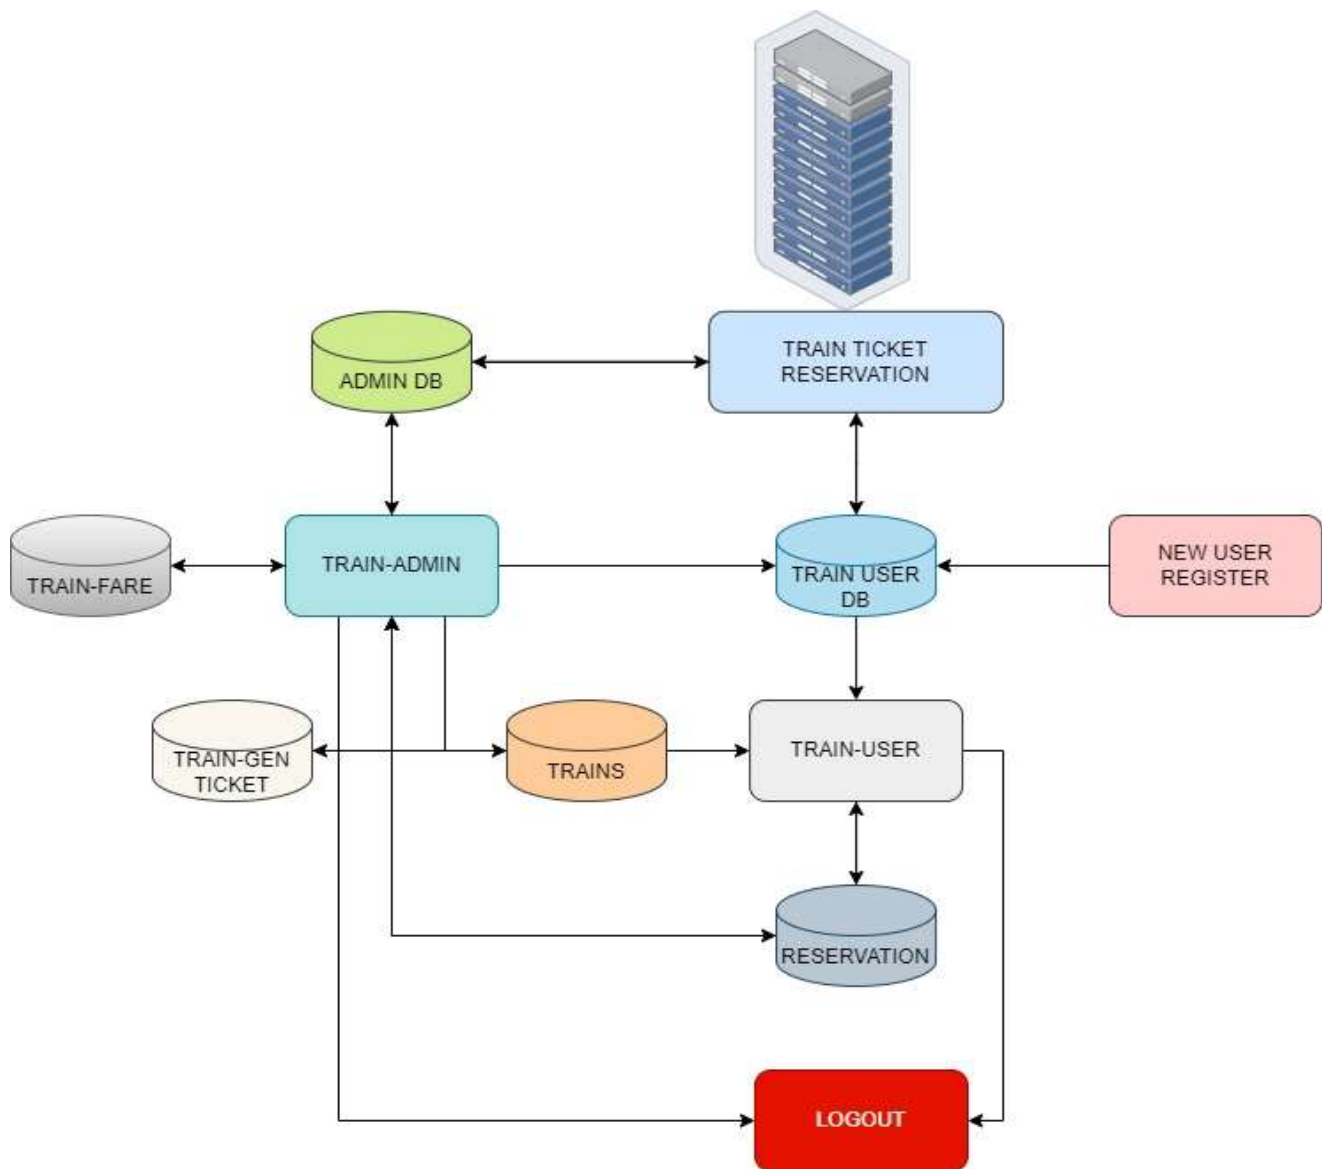 TRAIN TICKET
RESERVATION
ADMIN DB
TRAIN-FARE
TRAIN-ADMIN
TRAIN USER
DB
NEW USER
REGISTER
TRAIN-GEN
TICKET
TRAINS
TRAIN-USER
RESERVATION
LOGOUT